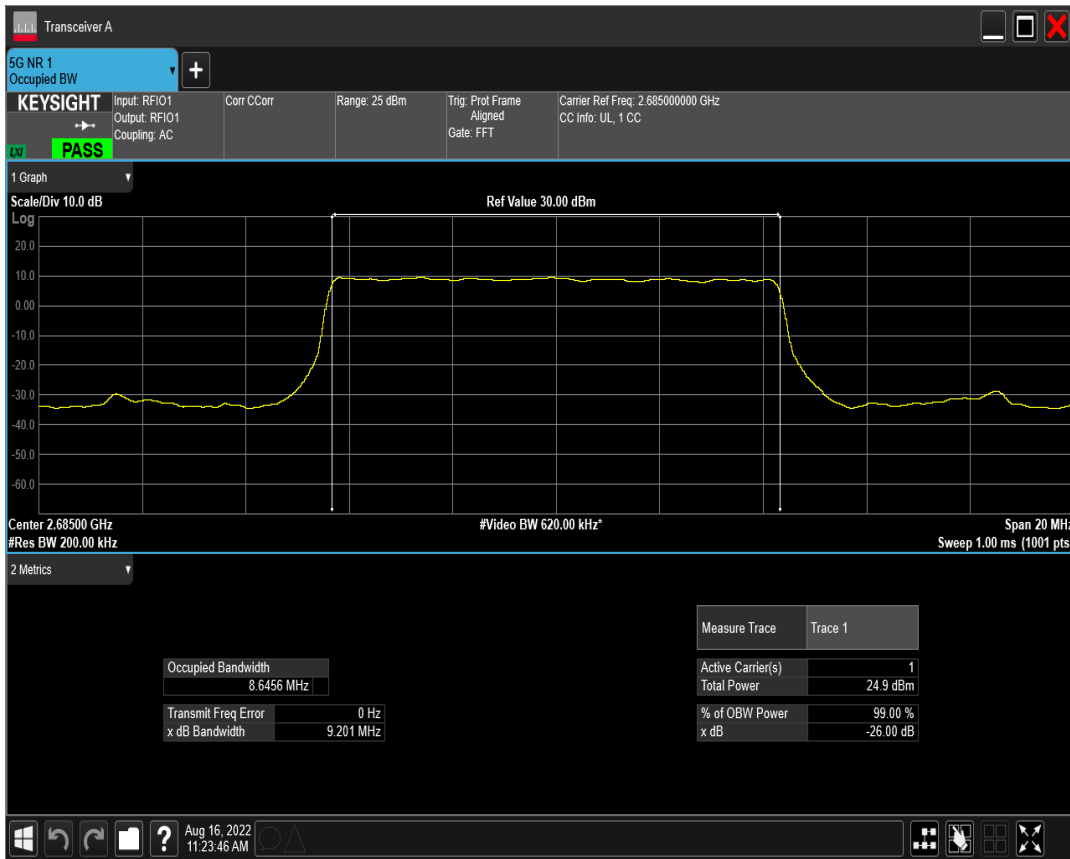 Transceiver A
5G NR 1
Occupied BW
+
KEYSIGHT
LXI
PASS
Input: RFIO1
Output: RFIO1
Coupling: AC
Corr CCorr
Range: 25 dBm
Trig: Prot Frame
Aligned
Gate: FFT
Carrier Ref Freq: 2.685000000 GHz
CC Info: UL, 1 CC
1 Graph
Scale/Div 10.0 dB
Ref Value 30.00 dBm
Log
20.0
10.0
0.00
-10.0
-20.0
-30.0
-40.0
-50.0
-60.0
Center 2.68500 GHz
#Video BW 620.00 kHz*
Span 20 MHz
#Res BW 200.00 kHz
Sweep 1.00 ms (1001 pts
2 Metrics
Measure Trace Trace 1
Occupied Bandwidth
8.6456 MHz
Active Carrier(s) 1
Total Power 24.9 dBm
Transmit Freq Error 0 Hz
x dB Bandwidth 9.201 MHz
% of OBW Power 99.00 %
x dB -26.00 dB
?
Aug 16, 2022
11:23:46 AM